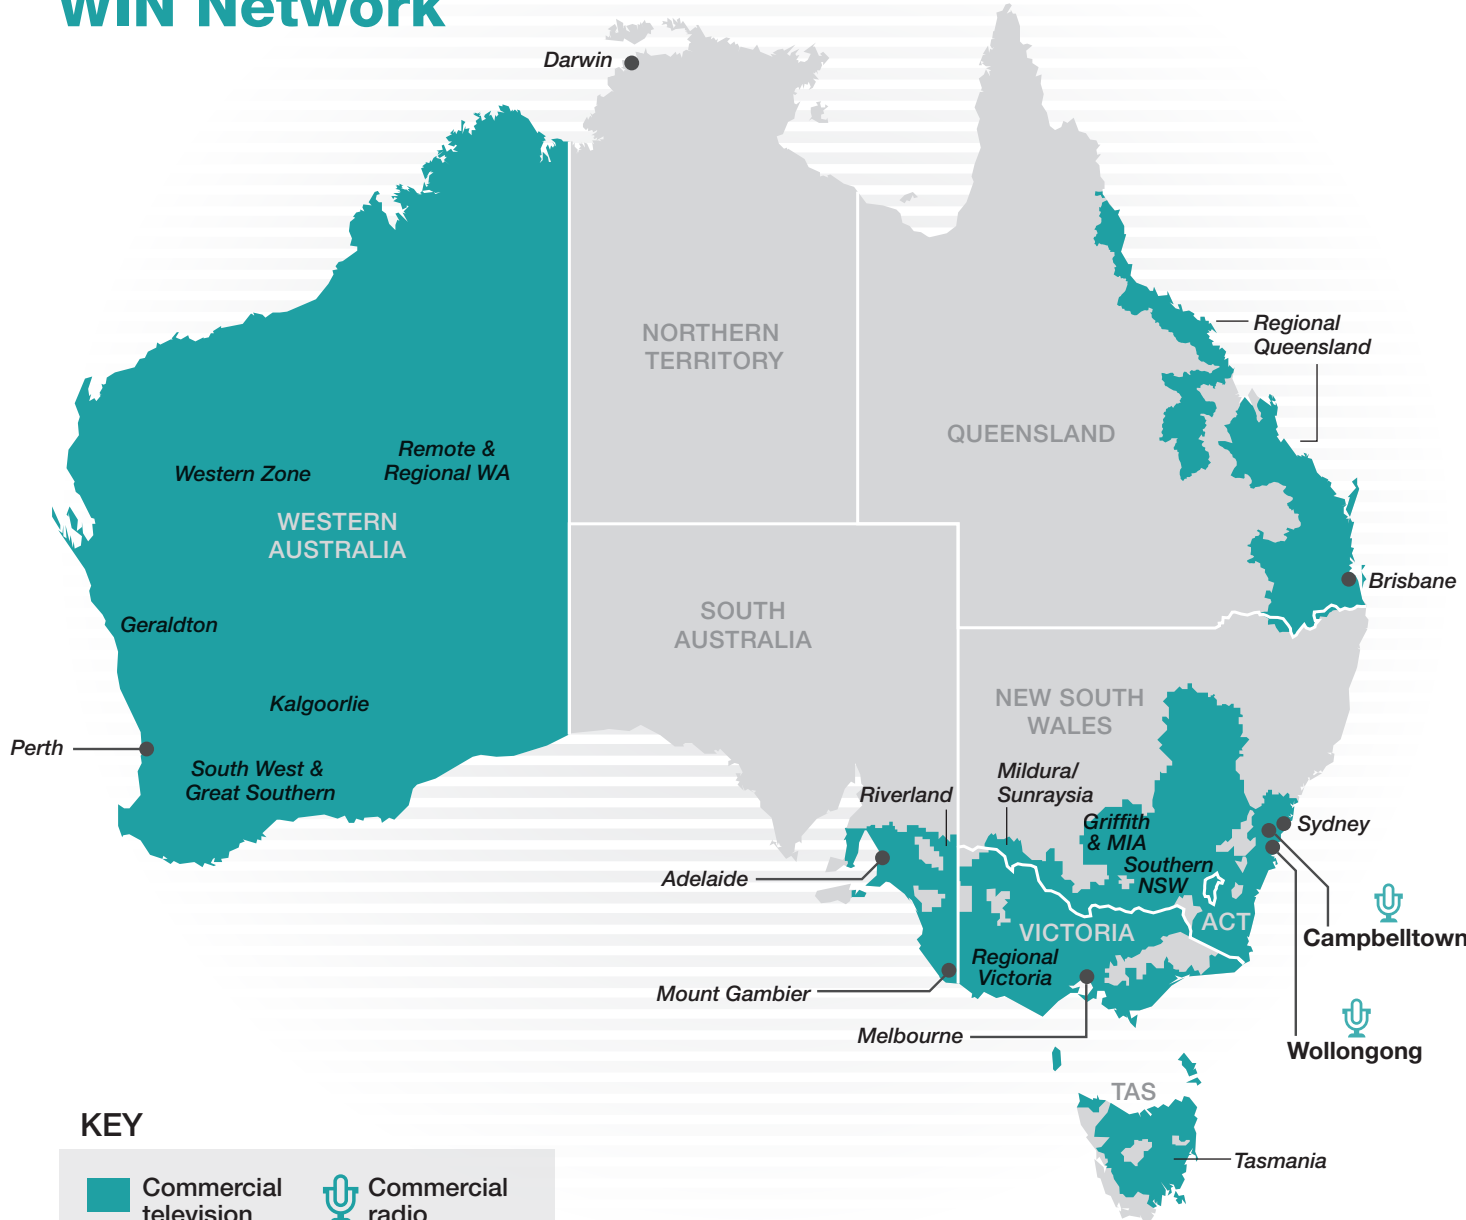 WIN Network
Darwin
NORTHERN
TERRITORY
Regional
Queensland
QUEENSLAND
Remote &
Regional WA
Western Zone
WESTERN
AUSTRALIA
Brisbane
SOUTH
AUSTRALIA
Geraldton
NEW SOUTH
WALES
Kalgoorlie
Perth
South West &
Great Southern
Mildura/
Sunraysia
Riverland
Griffith
& MIA
Sydney
Southern
NSW
Adelaide
ACT
VICTORIA
Campbelltown
Regional
Victoria
Mount Gambier
Melbourne
Wollongong
TAS
Tasmania
KEY
Commercial
television
Commercial
radio